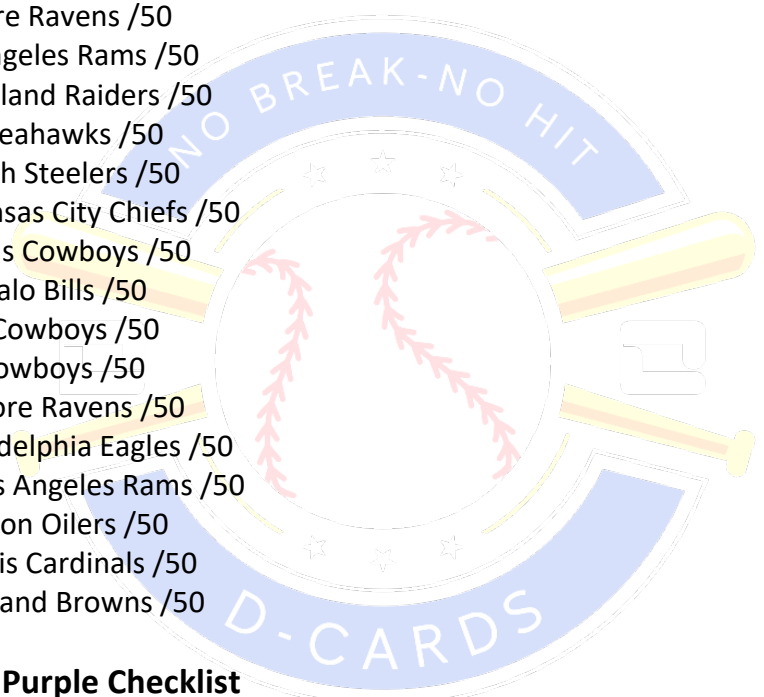 re Ravens /50
geles Rams /50
land Raiders /50
eahawks /50
h Steelers /50
nsas City Chiefs /50
s Cowboys /50
alo Bills /50
Cowboys /50
owboys /50
ore Ravens /50
delphia Eagles /50
s Angeles Rams /50
on Oilers /50
is Cardinals /50
and Browns /50
Purple Checklist
NO BREAK-NO HIT
D-CARDS